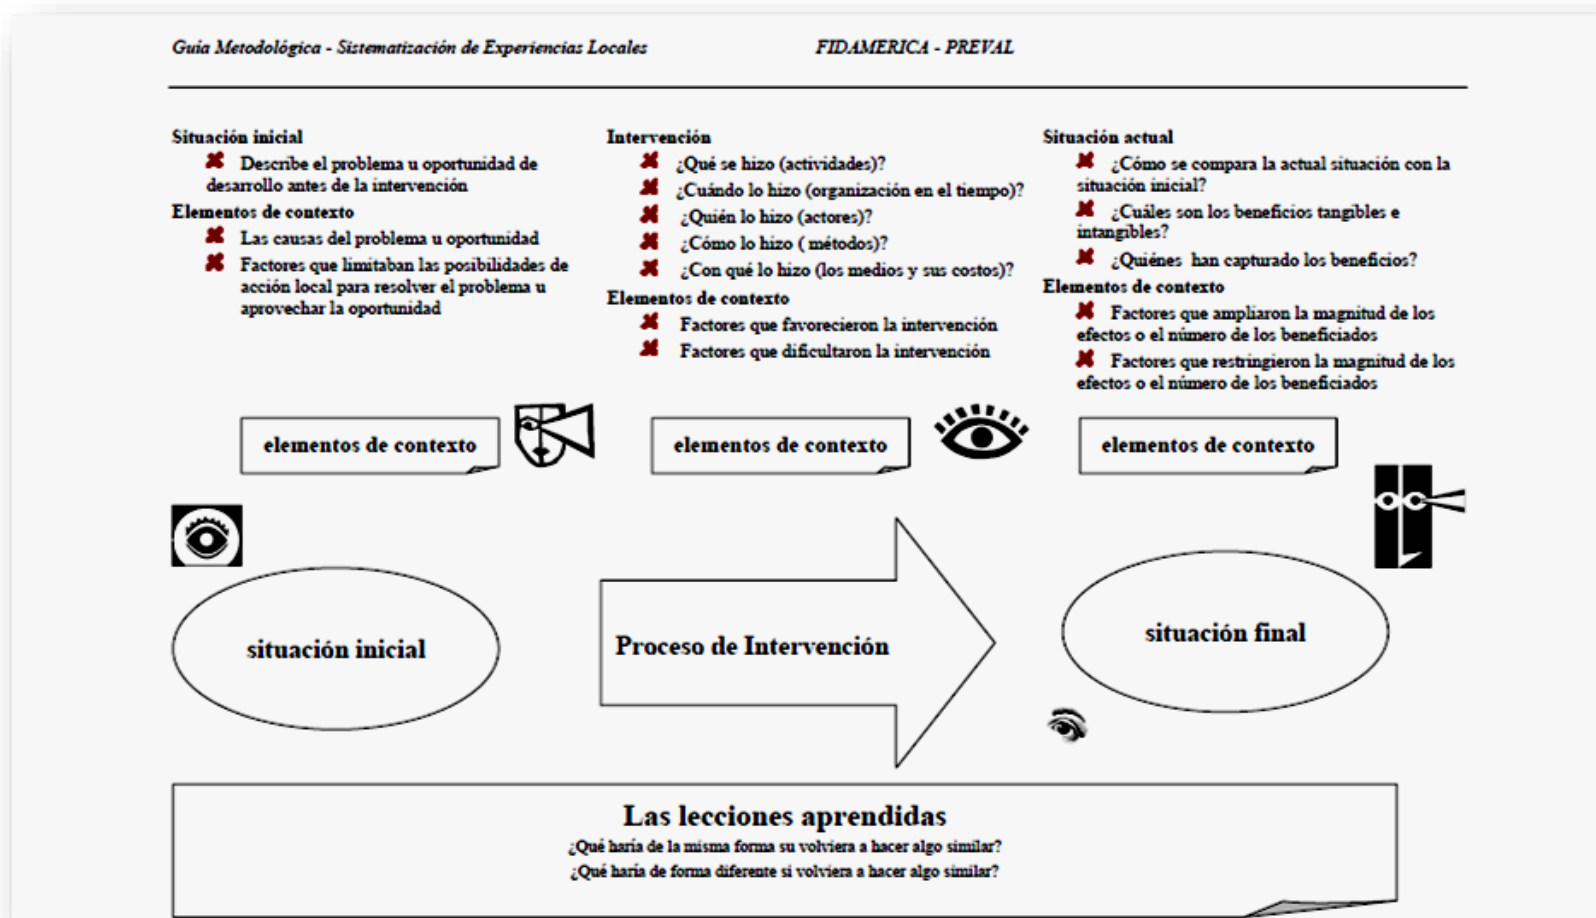 Guía Metodológica - Sistematización de Experiencias Locales
FIDAMERICA - PREVAL
Situación inicial
Describe el problema u oportunidad de
desarrollo antes de la intervención
Elementos de contexto
Las causas del problema u oportunidad
Factores que limitaban las posibilidades de
acción local para resolver el problema u
aprovechar la oportunidad
Intervención
¿Qué se hizo (actividades)?
¿Cuándo lo hizo (organización en el tiempo)?
¿Quién lo hizo (actores)?
¿Cómo lo hizo ( métodos)?
¿Con qué lo hizo (los medios y sus costos)?
Elementos de contexto
Factores que favorecieron la intervención
Factores que dificultaron la intervención
Situación actual
¿Cómo se compara la actual situación con la
situación inicial?
¿Cuáles son los beneficios tangibles e
intangibles?
¿Quiénes  han capturado los beneficios?
Elementos de contexto
Factores que ampliaron la magnitud de los
efectos o el número de los beneficiados
Factores que restringieron la magnitud de los
efectos o el número de los beneficiados
elementos de contexto
elementos de contexto
elementos de contexto
situación inicial
Proceso de Intervención
situación final
Las lecciones aprendidas
¿Qué haría de la misma forma su volviera a hacer algo similar?
¿Qué haría de forma diferente si volviera a hacer algo similar?